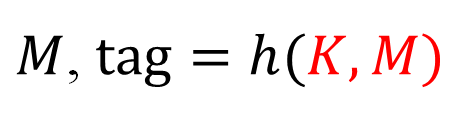 M, tag = h(K, M)